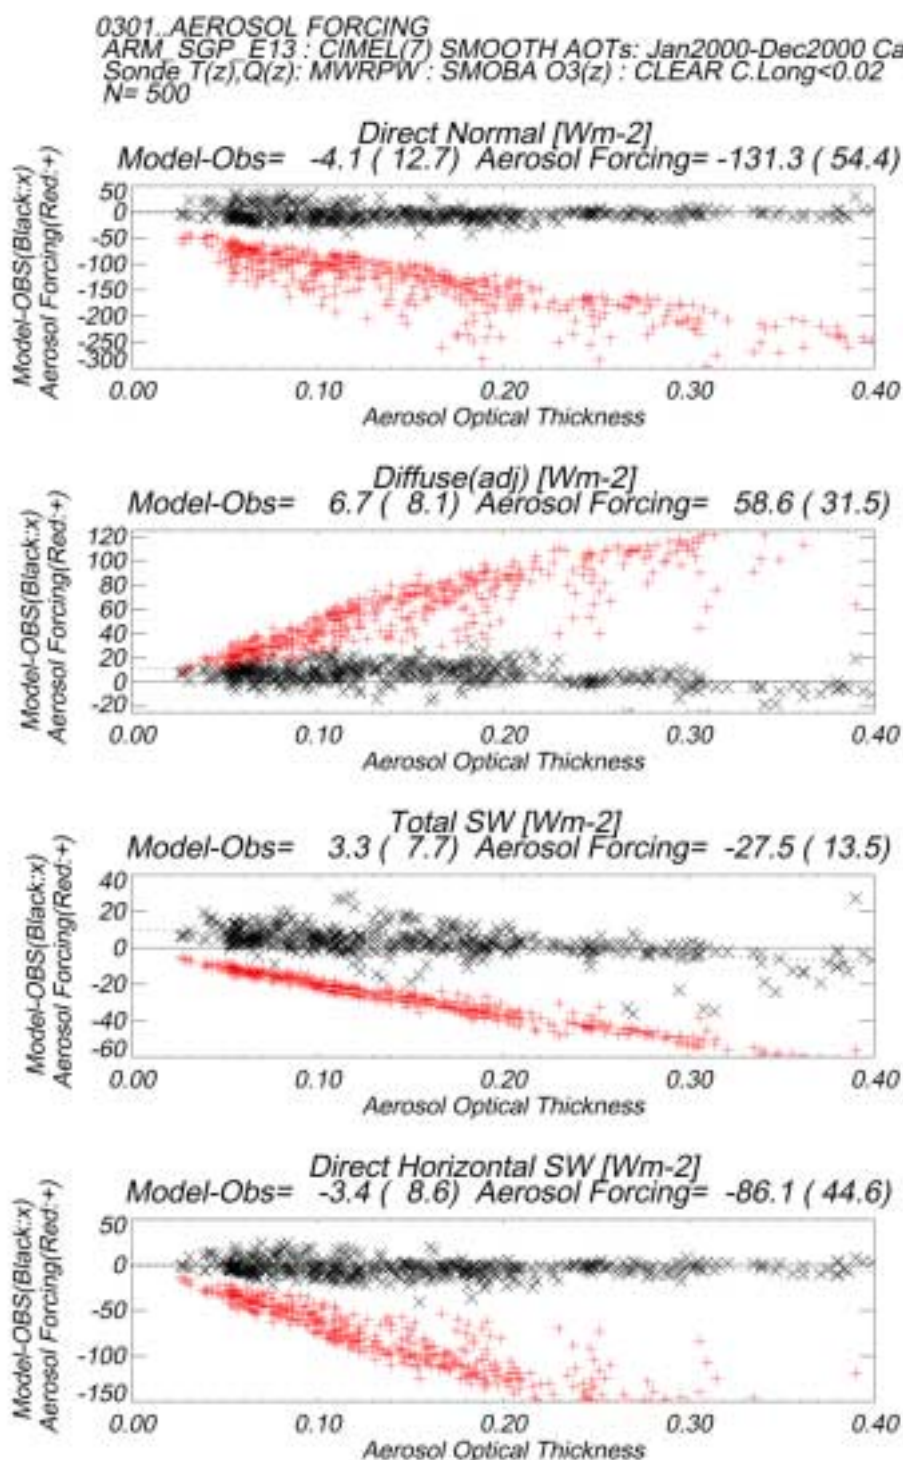 0301..AEROSOL FORCING
ARM_SGP_E13 : CIMEL(7) SMOOTH AOTs: Jan2000-Dec2000 Ca
Sonde T(z),Q(z): MWRPW : SMOBA O3(z) : CLEAR C.Long<0.02
N= 500
Direct Normal [Wm-2]
Model-Obs= -4.1 ( 12.7) Aerosol Forcing= -131.3 ( 54.4)
Model-OBS(Black:x)
Aerosol Forcing(Red:+)
50
0
-50
-100
-150
-200
-250
-300
0.00 0.10 0.20 0.30 0.40
Aerosol Optical Thickness
Diffuse(adj) [Wm-2]
Model-Obs= 6.7 ( 8.1) Aerosol Forcing= 58.6 ( 31.5)
Model-OBS(Black:x)
Aerosol Forcing(Red:+)
120
100
80
60
40
20
0
-20
0.00 0.10 0.20 0.30 0.40
Aerosol Optical Thickness
Total SW [Wm-2]
Model-Obs= 3.3 ( 7.7) Aerosol Forcing= -27.5 ( 13.5)
Model-OBS(Black:x)
Aerosol Forcing(Red:+)
40
20
0
-20
-40
-60
0.00 0.10 0.20 0.30 0.40
Aerosol Optical Thickness
Direct Horizontal SW [Wm-2]
Model-Obs= -3.4 ( 8.6) Aerosol Forcing= -86.1 ( 44.6)
Model-OBS(Black:x)
Aerosol Forcing(Red:+)
50
0
-50
-100
-150
0.00 0.10 0.20 0.30 0.40
Aerosol Optical Thickness